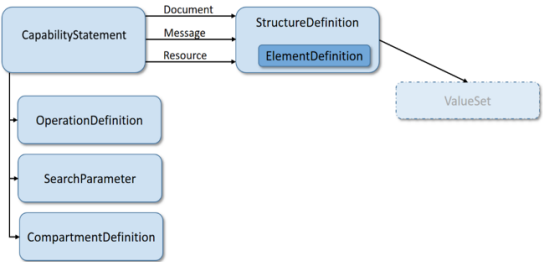 Document
CapabilityStatement
StructureDefinition
Message
Resource
ElementDefinition
ValueSet
OperationDefinition
SearchParameter
CompartmentDefinition